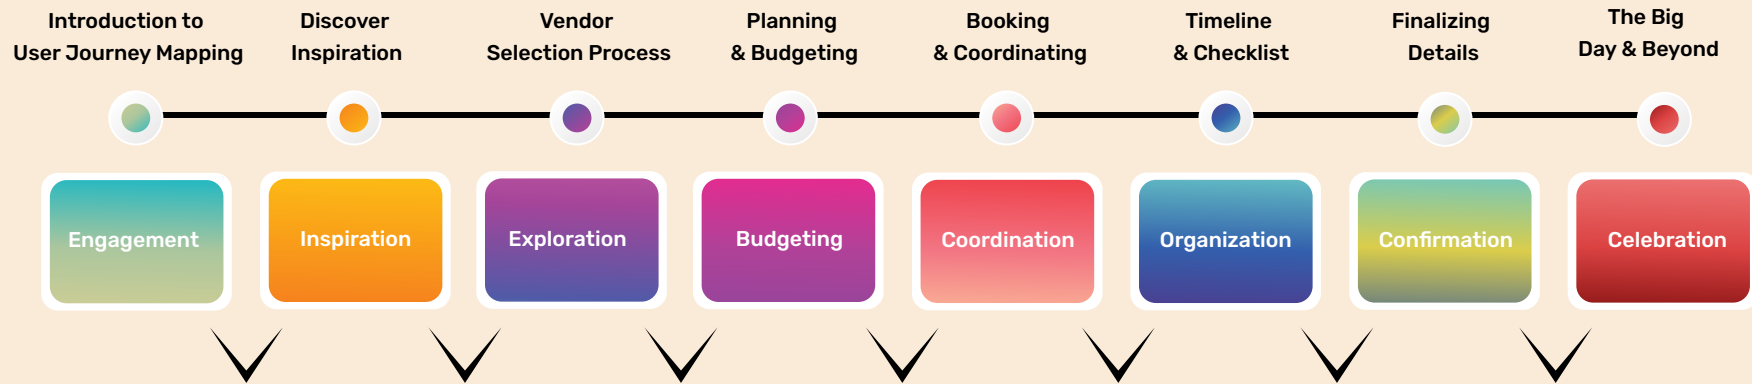 Introduction to
User Journey Mapping
Discover
Inspiration
Vendor
Selection Process
Planning
& Budgeting
Booking
& Coordinating
Timeline
& Checklist
Finalizing
Details
The Big
Day & Beyond
Engagement
Inspiration
Exploration
Budgeting
Coordination
Organization
Confirmation
Celebration